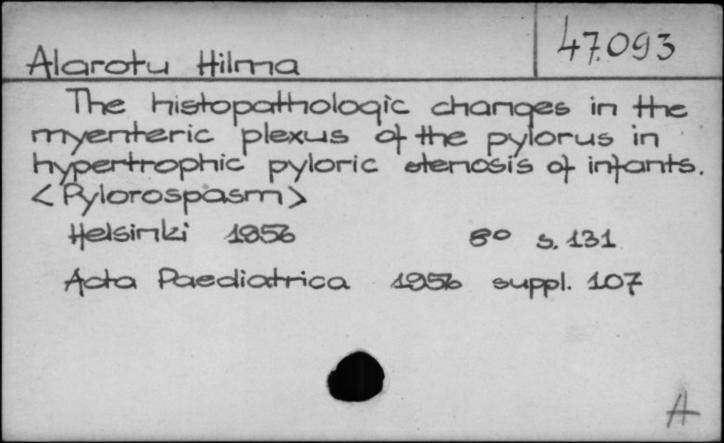 Alarotu Hilma 47.093
The histopathologic changes in the
myenteric plexus of the pylorus in
hypertrophic pyloric stenosis of infants.
<Pylorospasm>
Helsinki 1956 8º s. 131
Acta Paediatrica 1956 suppl. 107
A